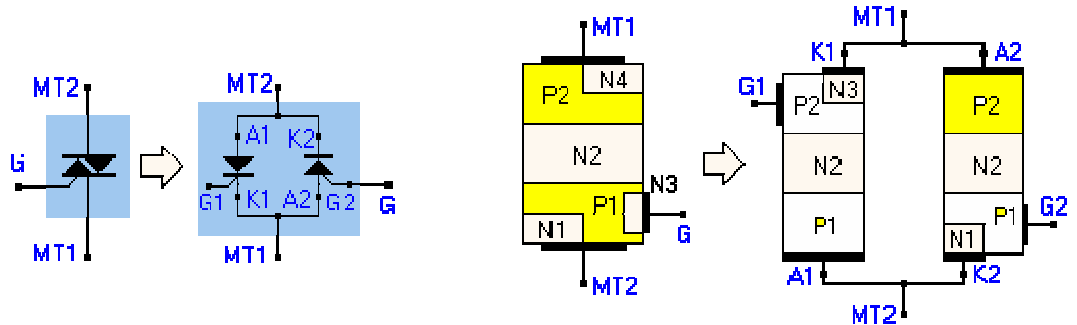 MT2
G
MT1
MT2
A1 K2
G1 K1 A2 G2 G
MT1
MT1
P2 N4
N2
P1 N3
N1 G
MT2
MT1
K1 A2
G1 P2 N3 P2
N2 N2
P1 P1 G2
N1
A1 K2
MT2